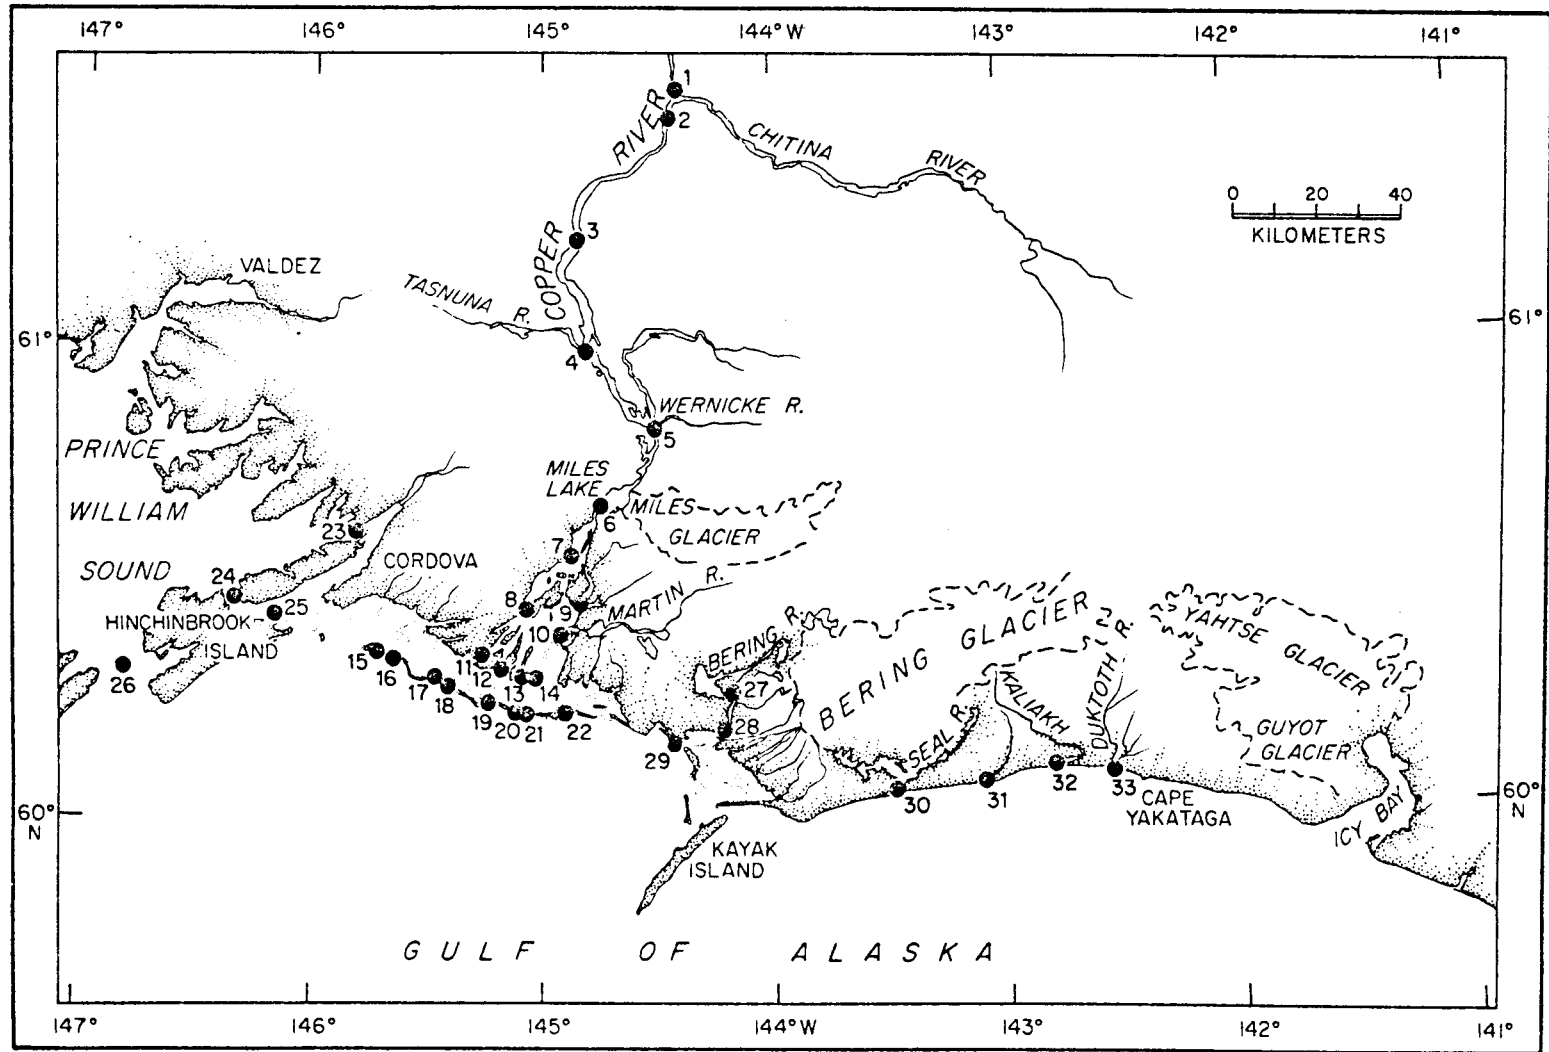 147° 146° 145° 144°W 143° 142° 141°
1
2
COPPER RIVER
CHITINA RIVER
0 20 40
KILOMETERS
3
VALDEZ
TASNUNA R.
61° 61°
4
WERNICKE R.
5
PRINCE
WILLIAM
SOUND
MILES
LAKE
6
MILES
GLACIER
23
7
CORDOVA
24
25
8
9
10
MARTIN R.
HINCHINBROOK
ISLAND
26
15
16
17
18
11
12
13
14
19
20
21
22
BERING R.
27
28
29
BERING GLACIER
SEAL R.
KALIAKH
DUKTOTH R.
YAHTSE GLACIER
GUYOT
GLACIER
30
31
32
33
CAPE
YAKATAGA
ICY BAY
60°
N
60°
N
KAYAK
ISLAND
GULF OF ALASKA
147° 146° 145° 144°W 143° 142° 141°